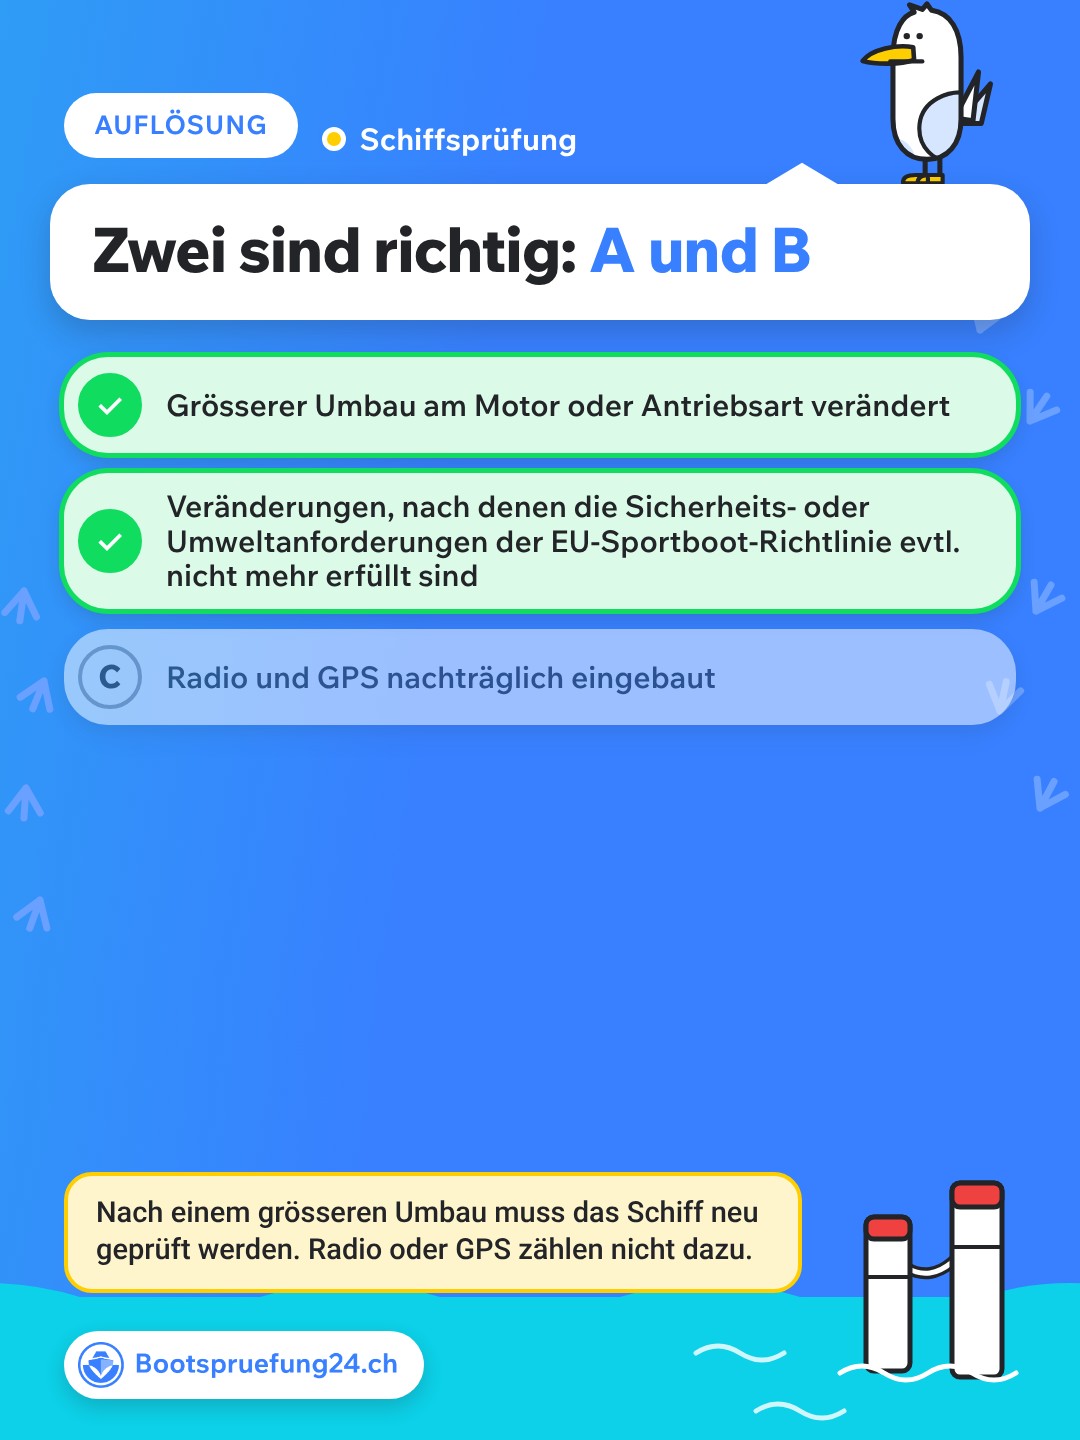 AUFLÖSUNG
Schiffsprüfung
Zwei sind richtig: A und B
Grösserer Umbau am Motor oder Antriebsart verändert
Veränderungen, nach denen die Sicherheits- oder
Umweltanforderungen der EU-Sportboot-Richtlinie evtl.
nicht mehr erfüllt sind
C
Radio und GPS nachträglich eingebaut
Nach einem grösseren Umbau muss das Schiff neu
geprüft werden. Radio oder GPS zählen nicht dazu.
Bootspruefung24.ch